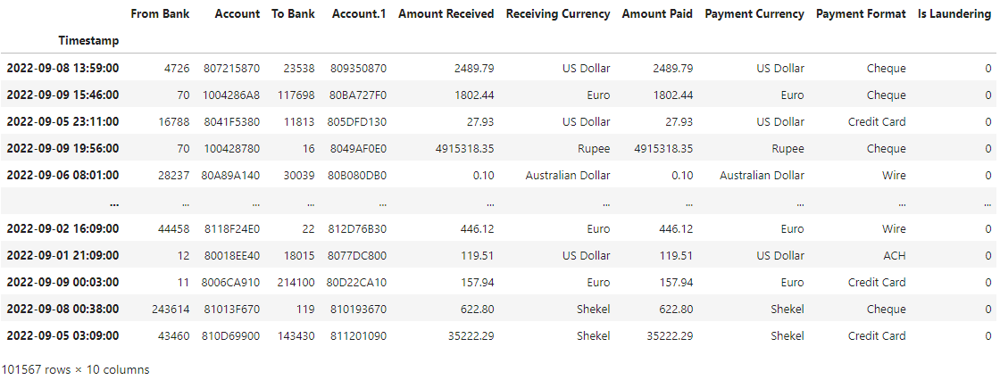 From Bank Account To Bank Account.1 Amount Received Receiving Currency Amount Paid Payment Currency Payment Format Is Laundering
Timestamp
2022-09-08 13:59:00 4726 807215870 23538 809350870 2489.79 US Dollar 2489.79 US Dollar Cheque 0
2022-09-09 15:46:00 70 1004286A8 117698 80BA727F0 1802.44 Euro 1802.44 Euro Cheque 0
2022-09-05 23:11:00 16788 8041F5380 11813 805DFD130 27.93 US Dollar 27.93 US Dollar Credit Card 0
2022-09-09 19:56:00 70 100428780 16 8049AF0E0 4915318.35 Rupee 4915318.35 Rupee Cheque 0
2022-09-06 08:01:00 28237 80A89A140 30039 80B080DB0 0.10 Australian Dollar 0.10 Australian Dollar Wire 0
... ... ... ... ... ... ... ... ... ... ...
2022-09-02 16:09:00 44458 8118F24E0 22 812D76B30 446.12 Euro 446.12 Euro Wire 0
2022-09-01 21:09:00 12 80018EE40 18015 8077DC800 119.51 US Dollar 119.51 US Dollar ACH 0
2022-09-09 00:03:00 11 8006CA910 214100 80D22CA10 157.94 Euro 157.94 Euro Credit Card 0
2022-09-08 00:38:00 243614 81013F670 119 810193670 622.80 Shekel 622.80 Shekel Cheque 0
2022-09-05 03:09:00 43460 810D69900 143430 811201090 35222.29 Shekel 35222.29 Shekel Credit Card 0
101567 rows × 10 columns